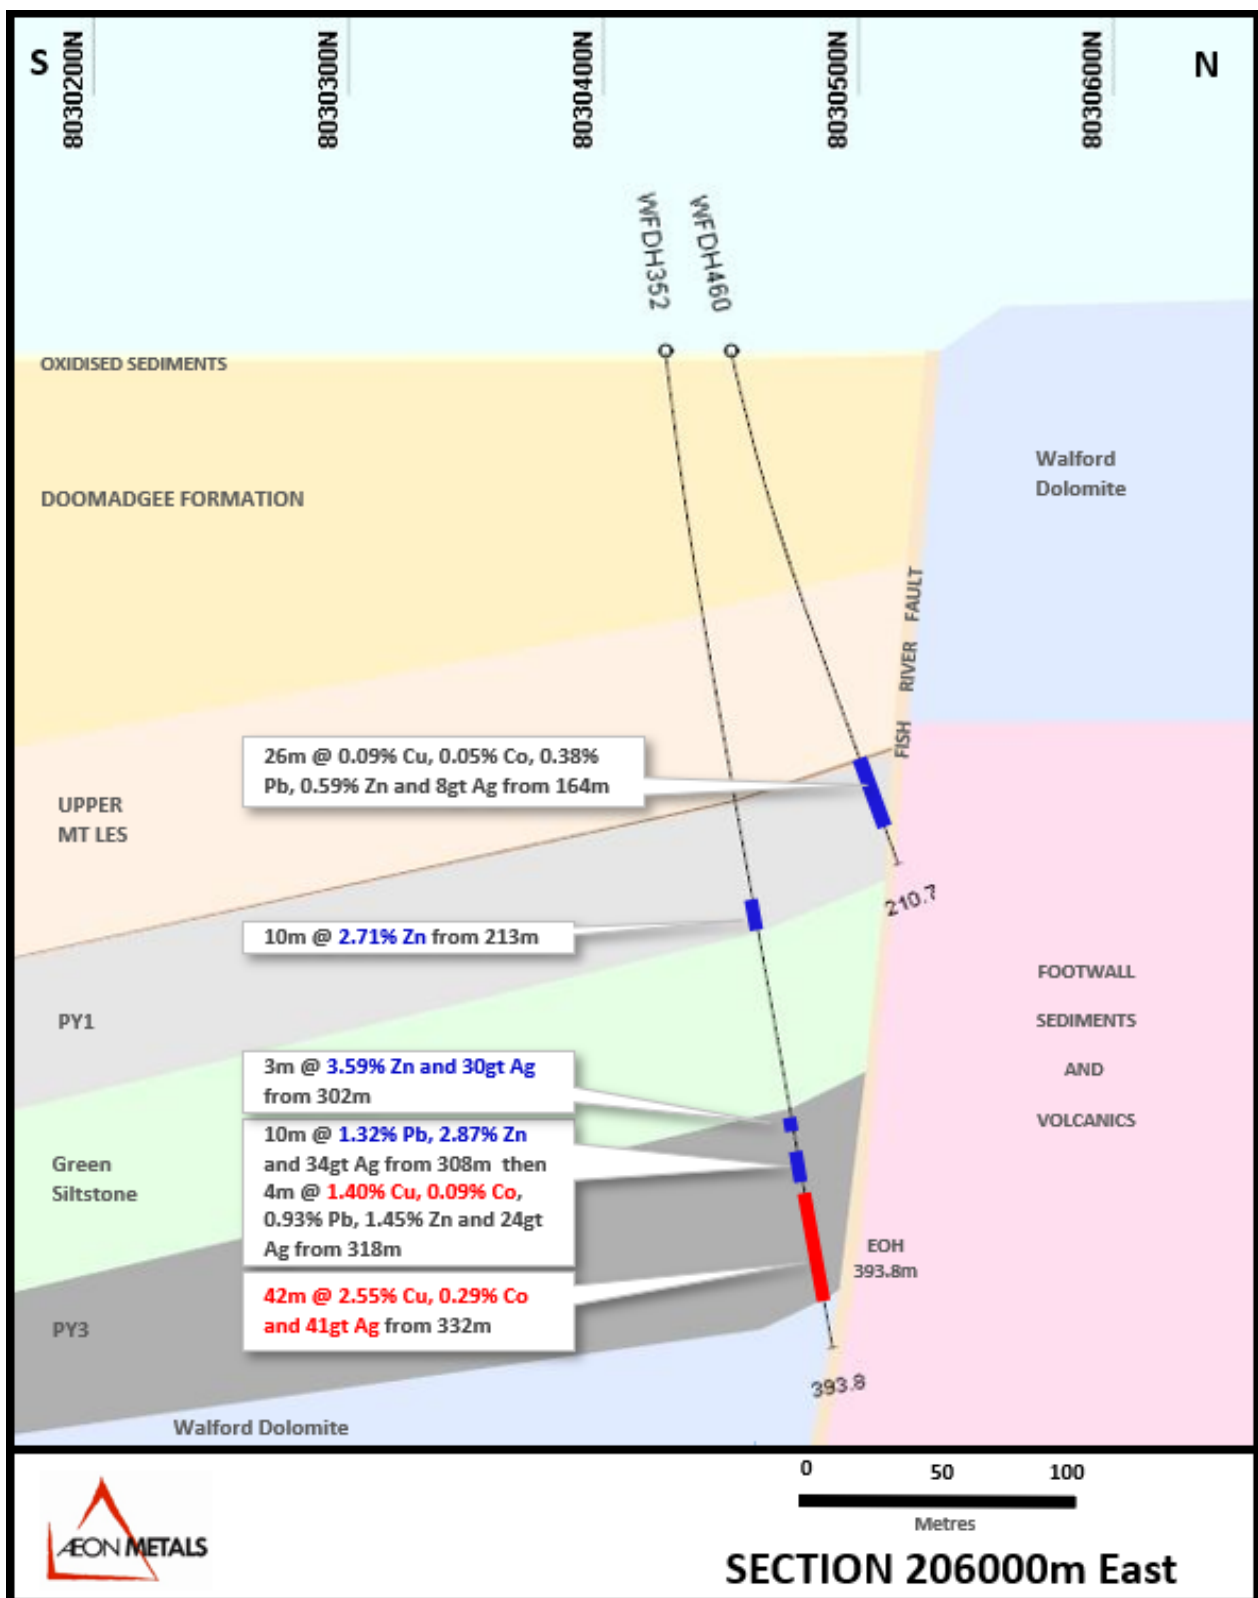 S
8030200N
8030300N
8030400N
8030500N
8030600N
N
WFDH352
WFDH460
OXIDISED SEDIMENTS
Walford
Dolomite
DOOMADGEE FORMATION
FISH RIVER FAULT
26m @ 0.09% Cu, 0.05% Co, 0.38%
Pb, 0.59% Zn and 8gt Ag from 164m
UPPER
MT LES
210.7
10m @ 2.71% Zn from 213m
FOOTWALL
SEDIMENTS
AND
VOLCANICS
PY1
3m @ 3.59% Zn and 30gt Ag
from 302m
10m @ 1.32% Pb, 2.87% Zn
and 34gt Ag from 308m then
4m @ 1.40% Cu, 0.09% Co,
0.93% Pb, 1.45% Zn and 24gt
Ag from 318m
Green
Siltstone
EOH
393.8m
42m @ 2.55% Cu, 0.29% Co
and 41gt Ag from 332m
PY3
393.8
Walford Dolomite
0 50 100
Metres
ÆON METALS
SECTION 206000m East